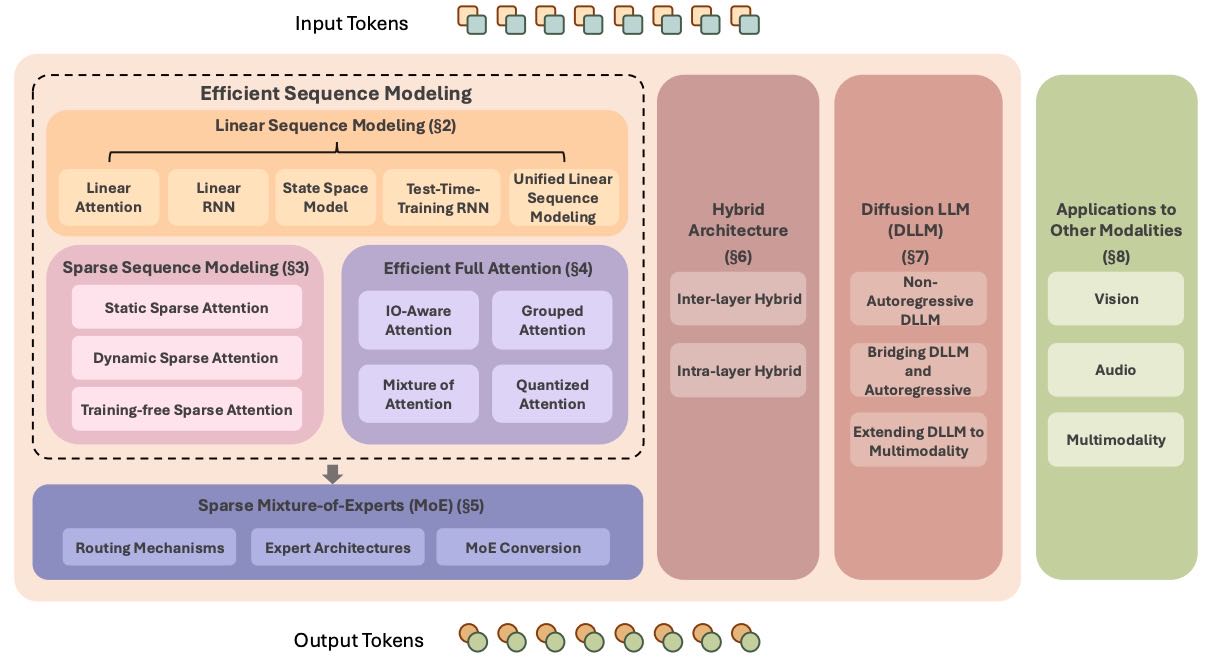 Input Tokens
Efficient Sequence Modeling
Linear Sequence Modeling (§2)
Linear
Attention
Linear
RNN
State Space
Model
Test-Time-
Training RNN
Unified Linear
Sequence
Modeling
Sparse Sequence Modeling (§3)
Static Sparse Attention
Dynamic Sparse Attention
Training-free Sparse Attention
Efficient Full Attention (§4)
IO-Aware
Attention
Grouped
Attention
Mixture of
Attention
Quantized
Attention
Sparse Mixture-of-Experts (MoE) (§5)
Routing Mechanisms
Expert Architectures
MoE Conversion
Hybrid
Architecture
(§6)
Inter-layer Hybrid
Intra-layer Hybrid
Diffusion LLM
(DLLM)
(§7)
Non-
Autoregressive
DLLM
Bridging DLLM
and
Autoregressive
Extending DLLM to
Multimodality
Applications to
Other Modalities
(§8)
Vision
Audio
Multimodality
Output Tokens